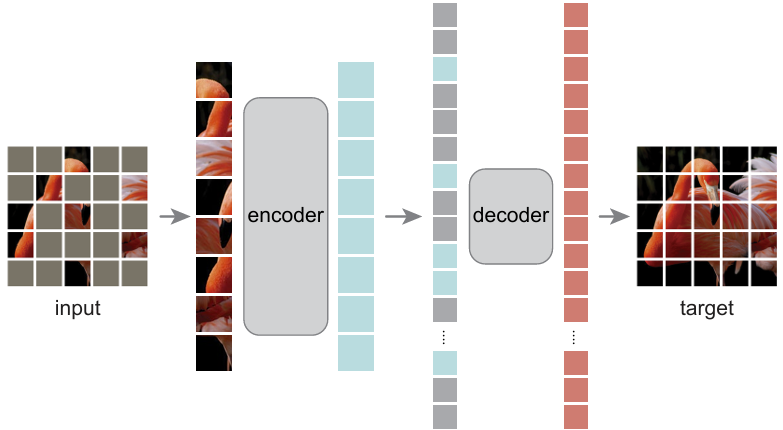 input
encoder
decoder
target